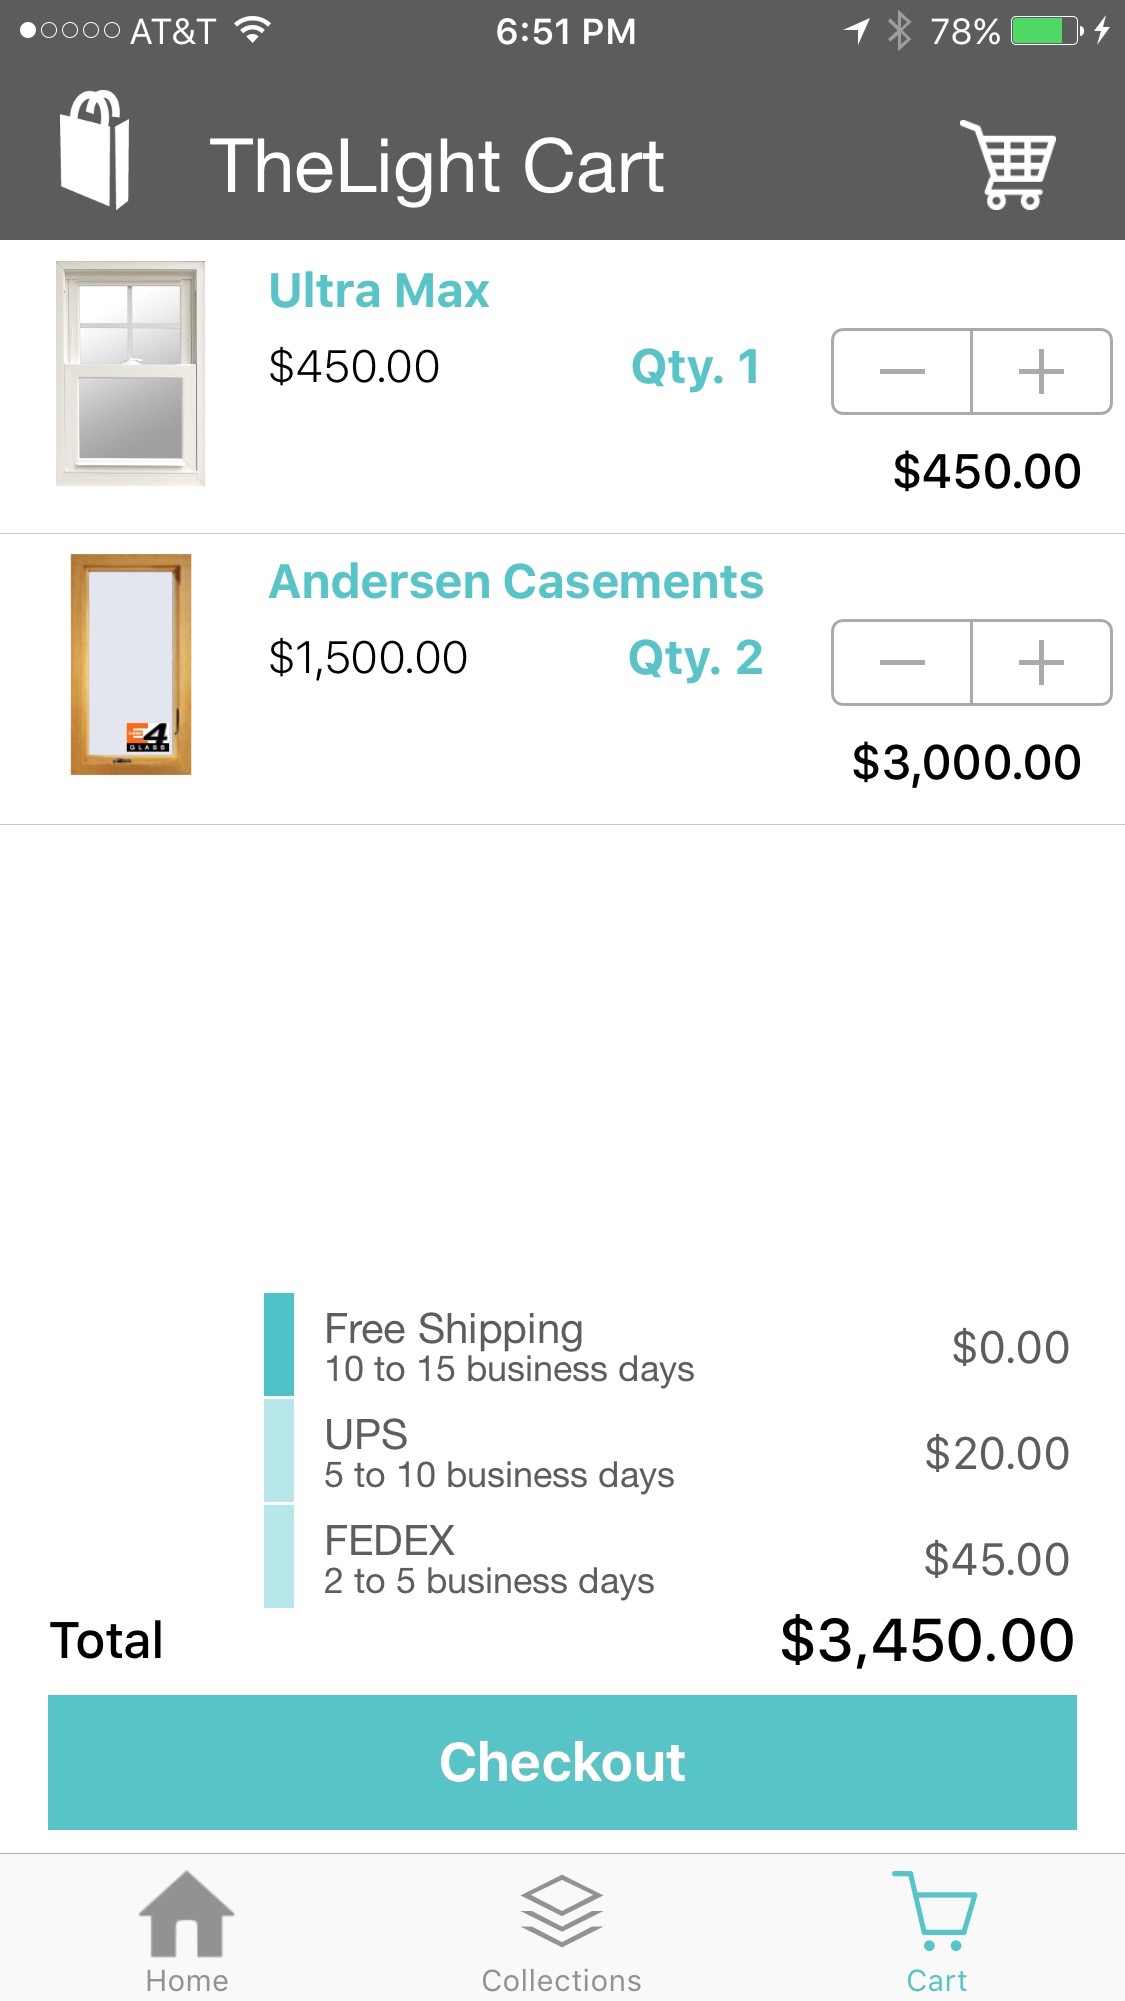 AT&T 6:51 PM 78%
TheLight Cart
Ultra Max
$450.00 Qty. 1
$450.00
Andersen Casements
$1,500.00 Qty. 2
4
GLASS
$3,000.00
Free Shipping
10 to 15 business days
$0.00
UPS
5 to 10 business days
$20.00
FEDEX
2 to 5 business days
$45.00
Total $3,450.00
Checkout
Home Collections Cart